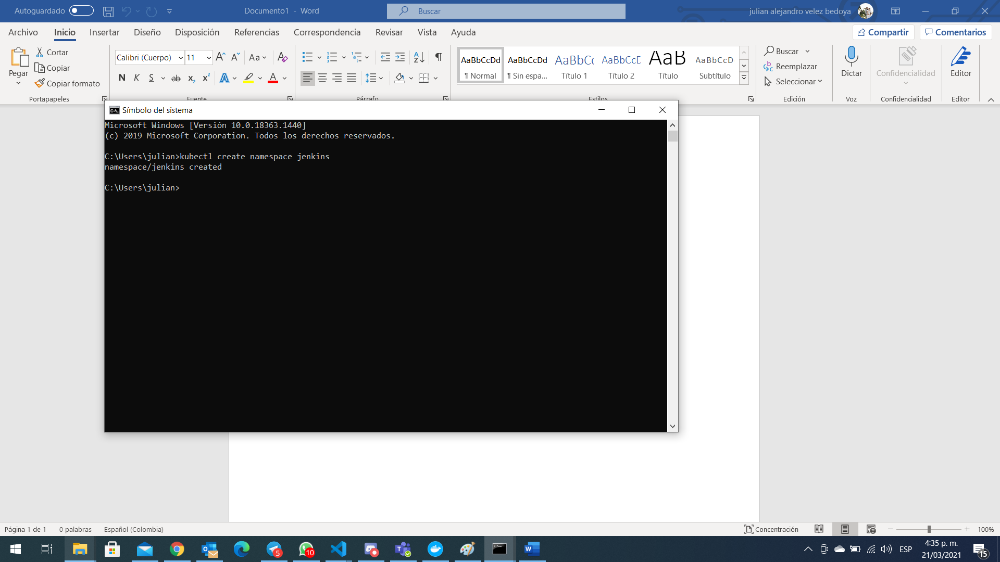 Autoguardado
Documento1 - Word
Buscar
julian alejandro velez bedoya
Archivo Inicio Insertar Diseño Disposición Referencias Correspondencia Revisar Vista Ayuda
Compartir
Comentarios
Pegar
Cortar
Copiar
Copiar formato
Portapapeles
Calibri (Cuerpo)
11
Aa
N K S ab x₂ x²
Fuente
Párrafo
AaBbCcDd AaBbCcDd AaBbCc AaBbCcD AaB AaBbCcD
¶ Normal ¶ Sin espa... Título 1 Título 2 Título Subtítulo
Estilos
Buscar
Reemplazar
Seleccionar
Edición
Dictar
Voz
Confidencialidad
Confidencialidad
Editor
Editor
Símbolo del sistema
Microsoft Windows [Versión 10.0.18363.1440]
(c) 2019 Microsoft Corporation. Todos los derechos reservados.
C:\Users\julian>kubectl create namespace jenkins
namespace/jenkins created
C:\Users\julian>
Página 1 de 1
0 palabras
Español (Colombia)
Concentración
100%
5
10
ESP
4:35 p. m.
21/03/2021
15